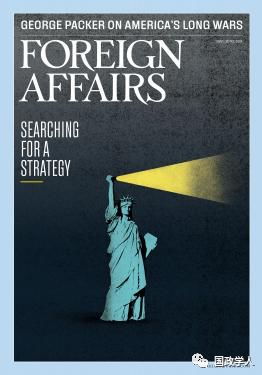 GEORGE PACKER ON AMERICA'S LONG WARS
FOREIGN
AFFAIRS
SEARCHING
FOR A
STRATEGY
国政学人